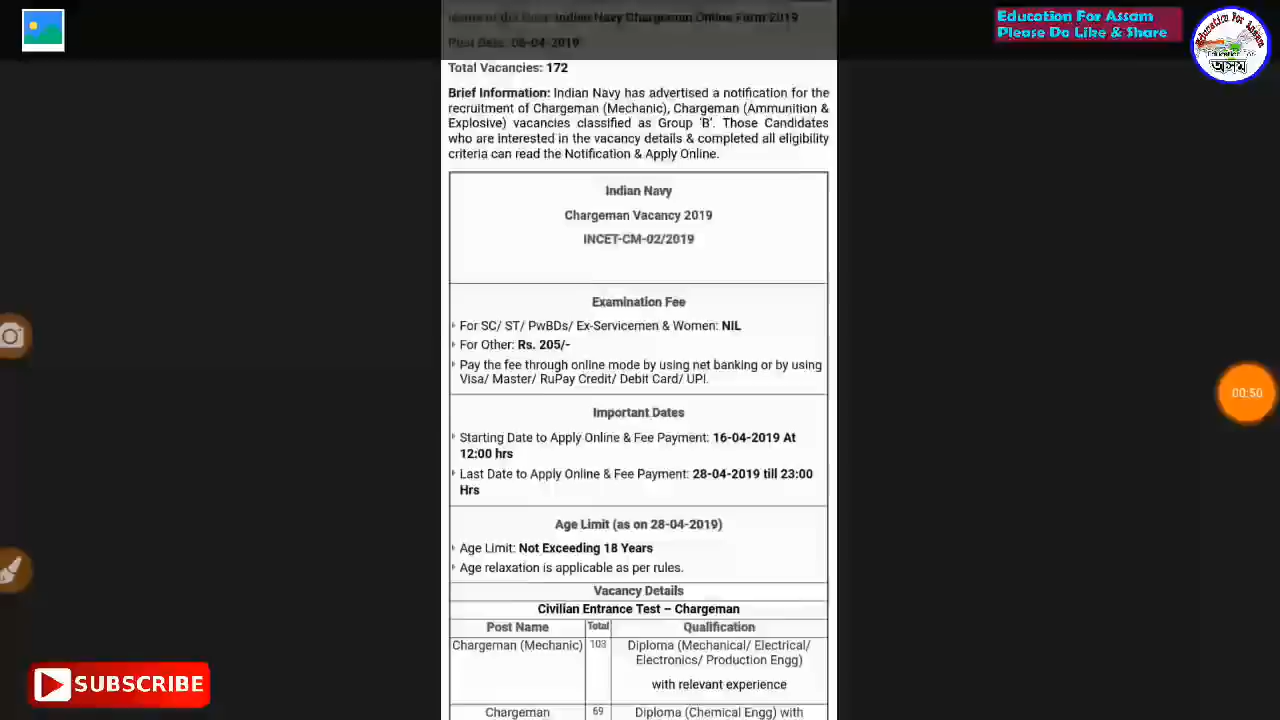 Name of the Post: Indian Navy Chargeman Online Form 2019
Post Date: 08-04-2019
Total Vacancies: 172
Brief Information: Indian Navy has advertised a notification for the
recruitment of Chargeman (Mechanic), Chargeman (Ammunition &
Explosive) vacancies classified as Group 'B'. Those Candidates
who are interested in the vacancy details & completed all eligibility
criteria can read the Notification & Apply Online.
Indian Navy
Chargeman Vacancy 2019
INCET-CM-02/2019
Examination Fee
For SC/ ST/ PwBDs/ Ex-Servicemen & Women: NIL
For Other: Rs. 205/-
Pay the fee through online mode by using net banking or by using
Visa/ Master/ RuPay Credit/ Debit Card/ UPI.
Important Dates
Starting Date to Apply Online & Fee Payment: 16-04-2019 At
12:00 hrs
Last Date to Apply Online & Fee Payment: 28-04-2019 till 23:00
Hrs
Age Limit (as on 28-04-2019)
Age Limit: Not Exceeding 18 Years
Age relaxation is applicable as per rules.
Vacancy Details
Civilian Entrance Test – Chargeman
Post Name Total Qualification
Chargeman (Mechanic) 103 Diploma (Mechanical/ Electrical/
Electronics/ Production Engg)
with relevant experience
Chargeman 69 Diploma (Chemical Engg) with
Education For Assam
Please Do Like & Share
Education For Assam
Education For
অসম
00:50
SUBSCRIBE